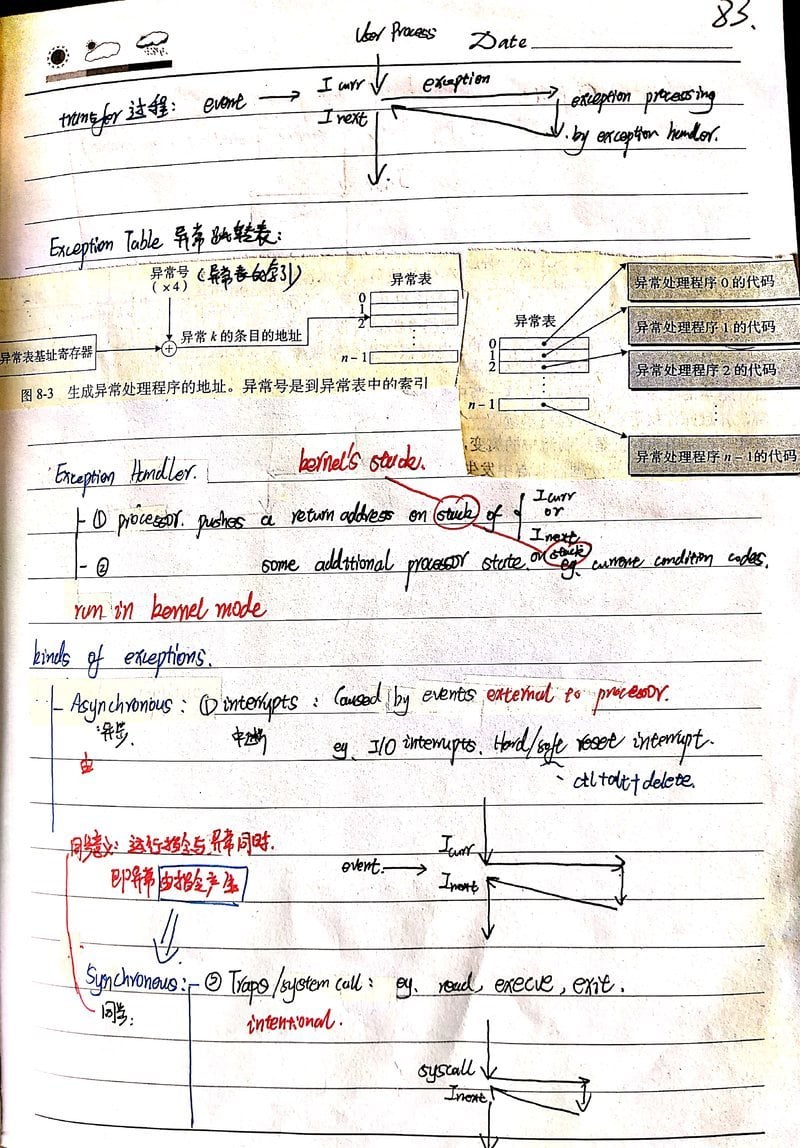 83.
User Process
Date
transfer 过程: event → I curr exception exception processing
I next by exception handler.
Exception Table 异常跳转表:
异常号 (异常表的索引)
(×4)
异常表
0
1
2
异常表基址寄存器 + 异常 k 的条目的地址
n-1
图 8-3 生成异常处理程序的地址。异常号是到异常表中的索引
异常表
0
1
2
n-1
异常处理程序 0 的代码
异常处理程序 1 的代码
异常处理程序 2 的代码
异常处理程序 n-1 的代码
Exception Handler. kernel's stack.
① processor pushes a return address on stack of { I curr
or
I next
② some additional processor state. on stack eg. current condition codes.
run in kernel mode
kinds of exceptions.
Asynchronous: ① interrupts: Caused by events external to processor.
异步. 中断 eg. I/O interrupts. Hard/soft reset interrupt.
由 ctl+alt+delete.
同步意义: 运行指令与异常同时. Icurr
即异常由指令产生 event → Inext
Synchronous: ② Traps/system call: eg. read, execve, exit.
同步: intentional.
syscall
Inext